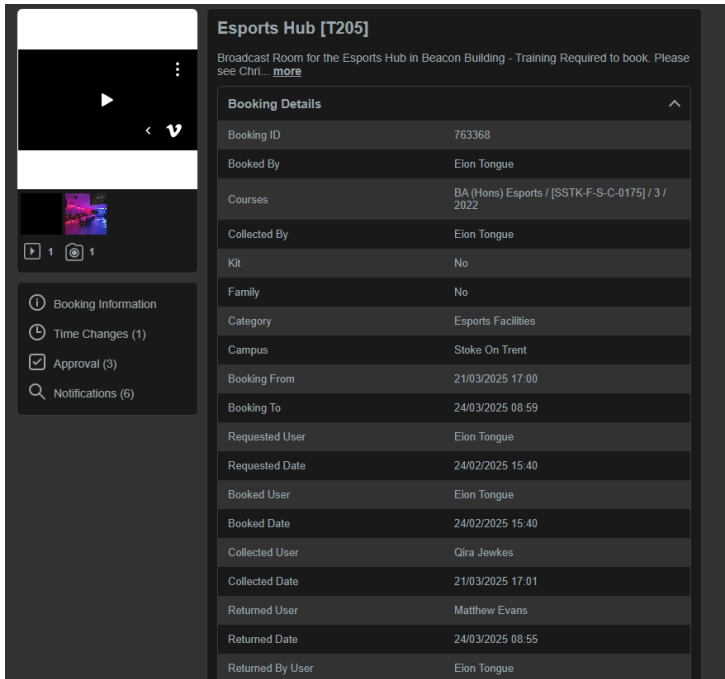 Esports Hub [T205]
Broadcast Room for the Esports Hub in Beacon Building - Training Required to book. Please
see Chri... more
Booking Details
Booking ID 763368
Booked By Eion Tongue
Courses BA (Hons) Esports / [SSTK-F-S-C-0175] / 3 /
2022
Collected By Eion Tongue
Kit No
Family No
Category Esports Facilities
Campus Stoke On Trent
Booking From 21/03/2025 17:00
Booking To 24/03/2025 08:59
Requested User Eion Tongue
Requested Date 24/02/2025 15:40
Booked User Eion Tongue
Booked Date 24/02/2025 15:40
Collected User Qira Jewkes
Collected Date 21/03/2025 17:01
Returned User Matthew Evans
Returned Date 24/03/2025 08:55
Returned By User Eion Tongue
1 1
Booking Information
Time Changes (1)
Approval (3)
Notifications (6)